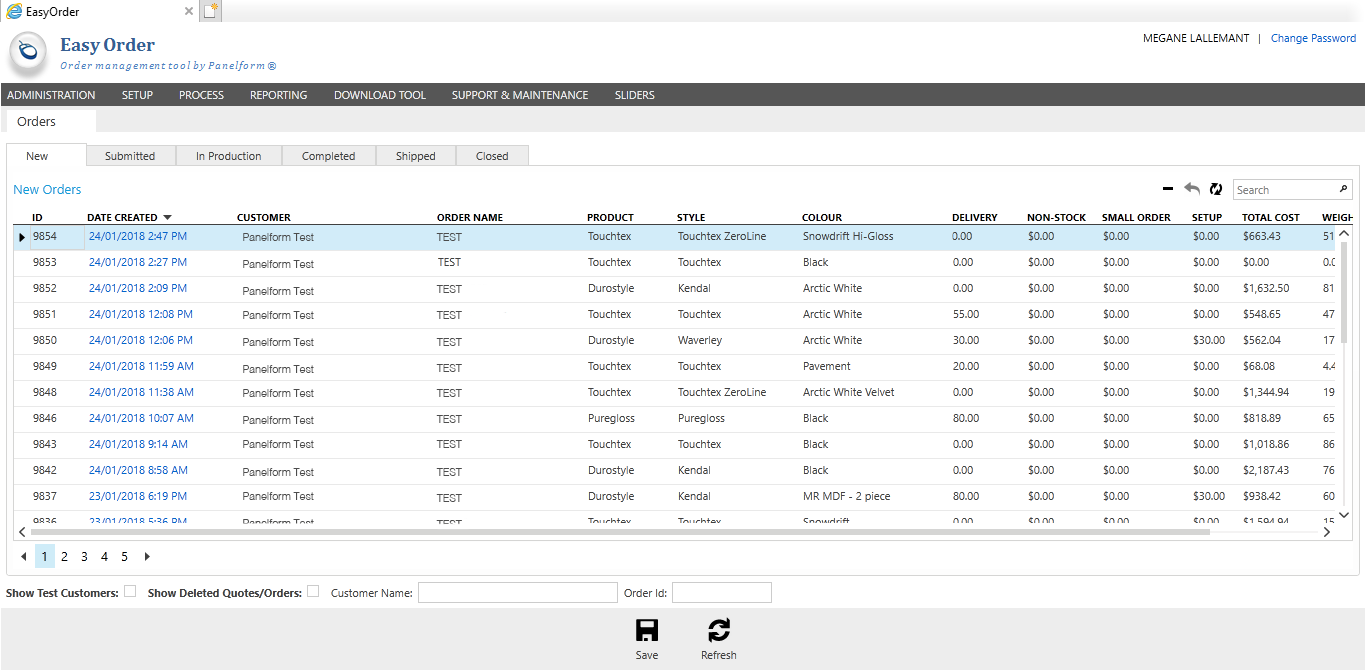 EasyOrder
Easy Order
Order management tool by Panelform ®
MEGANE LALLEMANT | Change Password
ADMINISTRATION SETUP PROCESS REPORTING DOWNLOAD TOOL SUPPORT & MAINTENANCE SLIDERS
Orders
New Submitted In Production Completed Shipped Closed
New Orders
Search
ID DATE CREATED CUSTOMER ORDER NAME PRODUCT STYLE COLOUR DELIVERY NON-STOCK SMALL ORDER SETUP TOTAL COST WEIGH
9854 24/01/2018 2:47 PM Panelform Test TEST Touchtex Touchtex ZeroLine Snowdrift Hi-Gloss 0.00 $0.00 $0.00 $0.00 $663.43 51
9853 24/01/2018 2:27 PM Panelform Test TEST Touchtex Touchtex Black 0.00 $0.00 $0.00 $0.00 $0.00 0.0
9852 24/01/2018 2:09 PM Panelform Test TEST Durostyle Kendal Arctic White 0.00 $0.00 $0.00 $0.00 $1,632.50 81
9851 24/01/2018 12:08 PM Panelform Test TEST Touchtex Touchtex Arctic White 55.00 $0.00 $0.00 $0.00 $548.65 47
9850 24/01/2018 12:06 PM Panelform Test TEST Durostyle Waverley Arctic White 30.00 $0.00 $0.00 $30.00 $562.04 17
9849 24/01/2018 11:59 AM Panelform Test TEST Touchtex Touchtex Pavement 20.00 $0.00 $0.00 $0.00 $68.08 4.4
9848 24/01/2018 11:38 AM Panelform Test TEST Touchtex Touchtex ZeroLine Arctic White Velvet 0.00 $0.00 $0.00 $0.00 $1,344.94 19
9846 24/01/2018 10:07 AM Panelform Test TEST Puregloss Puregloss Black 80.00 $0.00 $0.00 $0.00 $818.89 65
9843 24/01/2018 9:14 AM Panelform Test TEST Touchtex Touchtex Black 0.00 $0.00 $0.00 $0.00 $1,018.86 86
9842 24/01/2018 8:58 AM Panelform Test TEST Durostyle Kendal Black 0.00 $0.00 $0.00 $0.00 $2,187.43 76
9837 23/01/2018 6:19 PM Panelform Test TEST Durostyle Kendal MR MDF - 2 piece 80.00 $0.00 $0.00 $30.00 $938.42 60
9836 23/01/2018 5:36 PM Panelform Test TEST Touchtex Touchtex Snowdrift 0.00 $0.00 $0.00 $0.00 $1,594.94 15
1 2 3 4 5
Show Test Customers: Show Deleted Quotes/Orders: Customer Name: Order Id:
Save Refresh